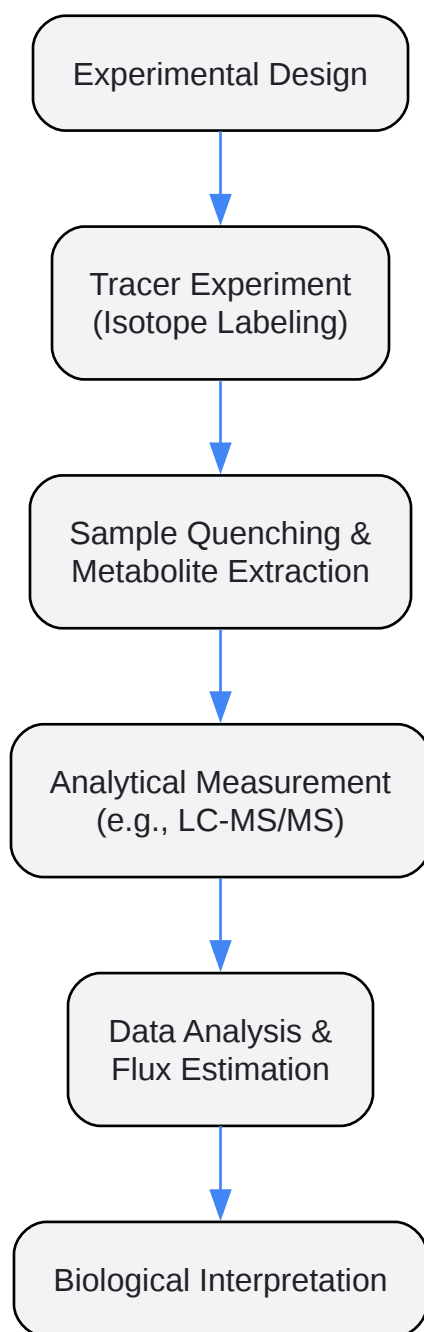 Experimental Design
Tracer Experiment
(Isotope Labeling)
Sample Quenching &
Metabolite Extraction
Analytical Measurement
(e.g., LC-MS/MS)
Data Analysis &
Flux Estimation
Biological Interpretation